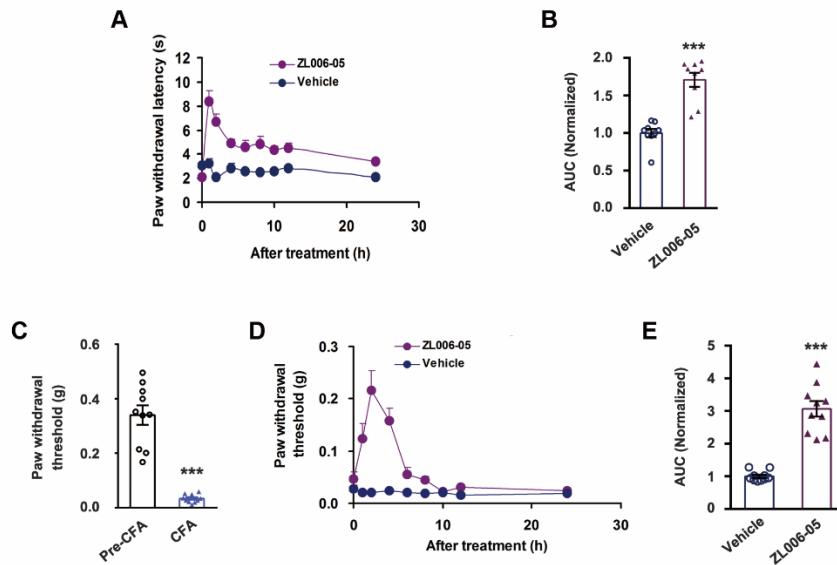 A
Paw withdrawal latency (s)
12
10
8
6
4
2
0
ZL006-05
Vehicle
0
10
20
30
After treatment (h)
B
AUC (Normalized)
2.0
1.5
1.0
0.5
0.0
***
Vehicle
ZL006-05
C
Paw withdrawal
threshold (g)
0.6
0.4
0.2
0.0
***
Pre-CFA
CFA
D
Paw withdrawal
threshold (g)
0.3
0.2
0.1
0.0
ZL006-05
Vehicle
0
10
20
30
After treatment (h)
E
AUC (Normalized)
5
4
3
2
1
0
***
Vehicle
ZL006-05